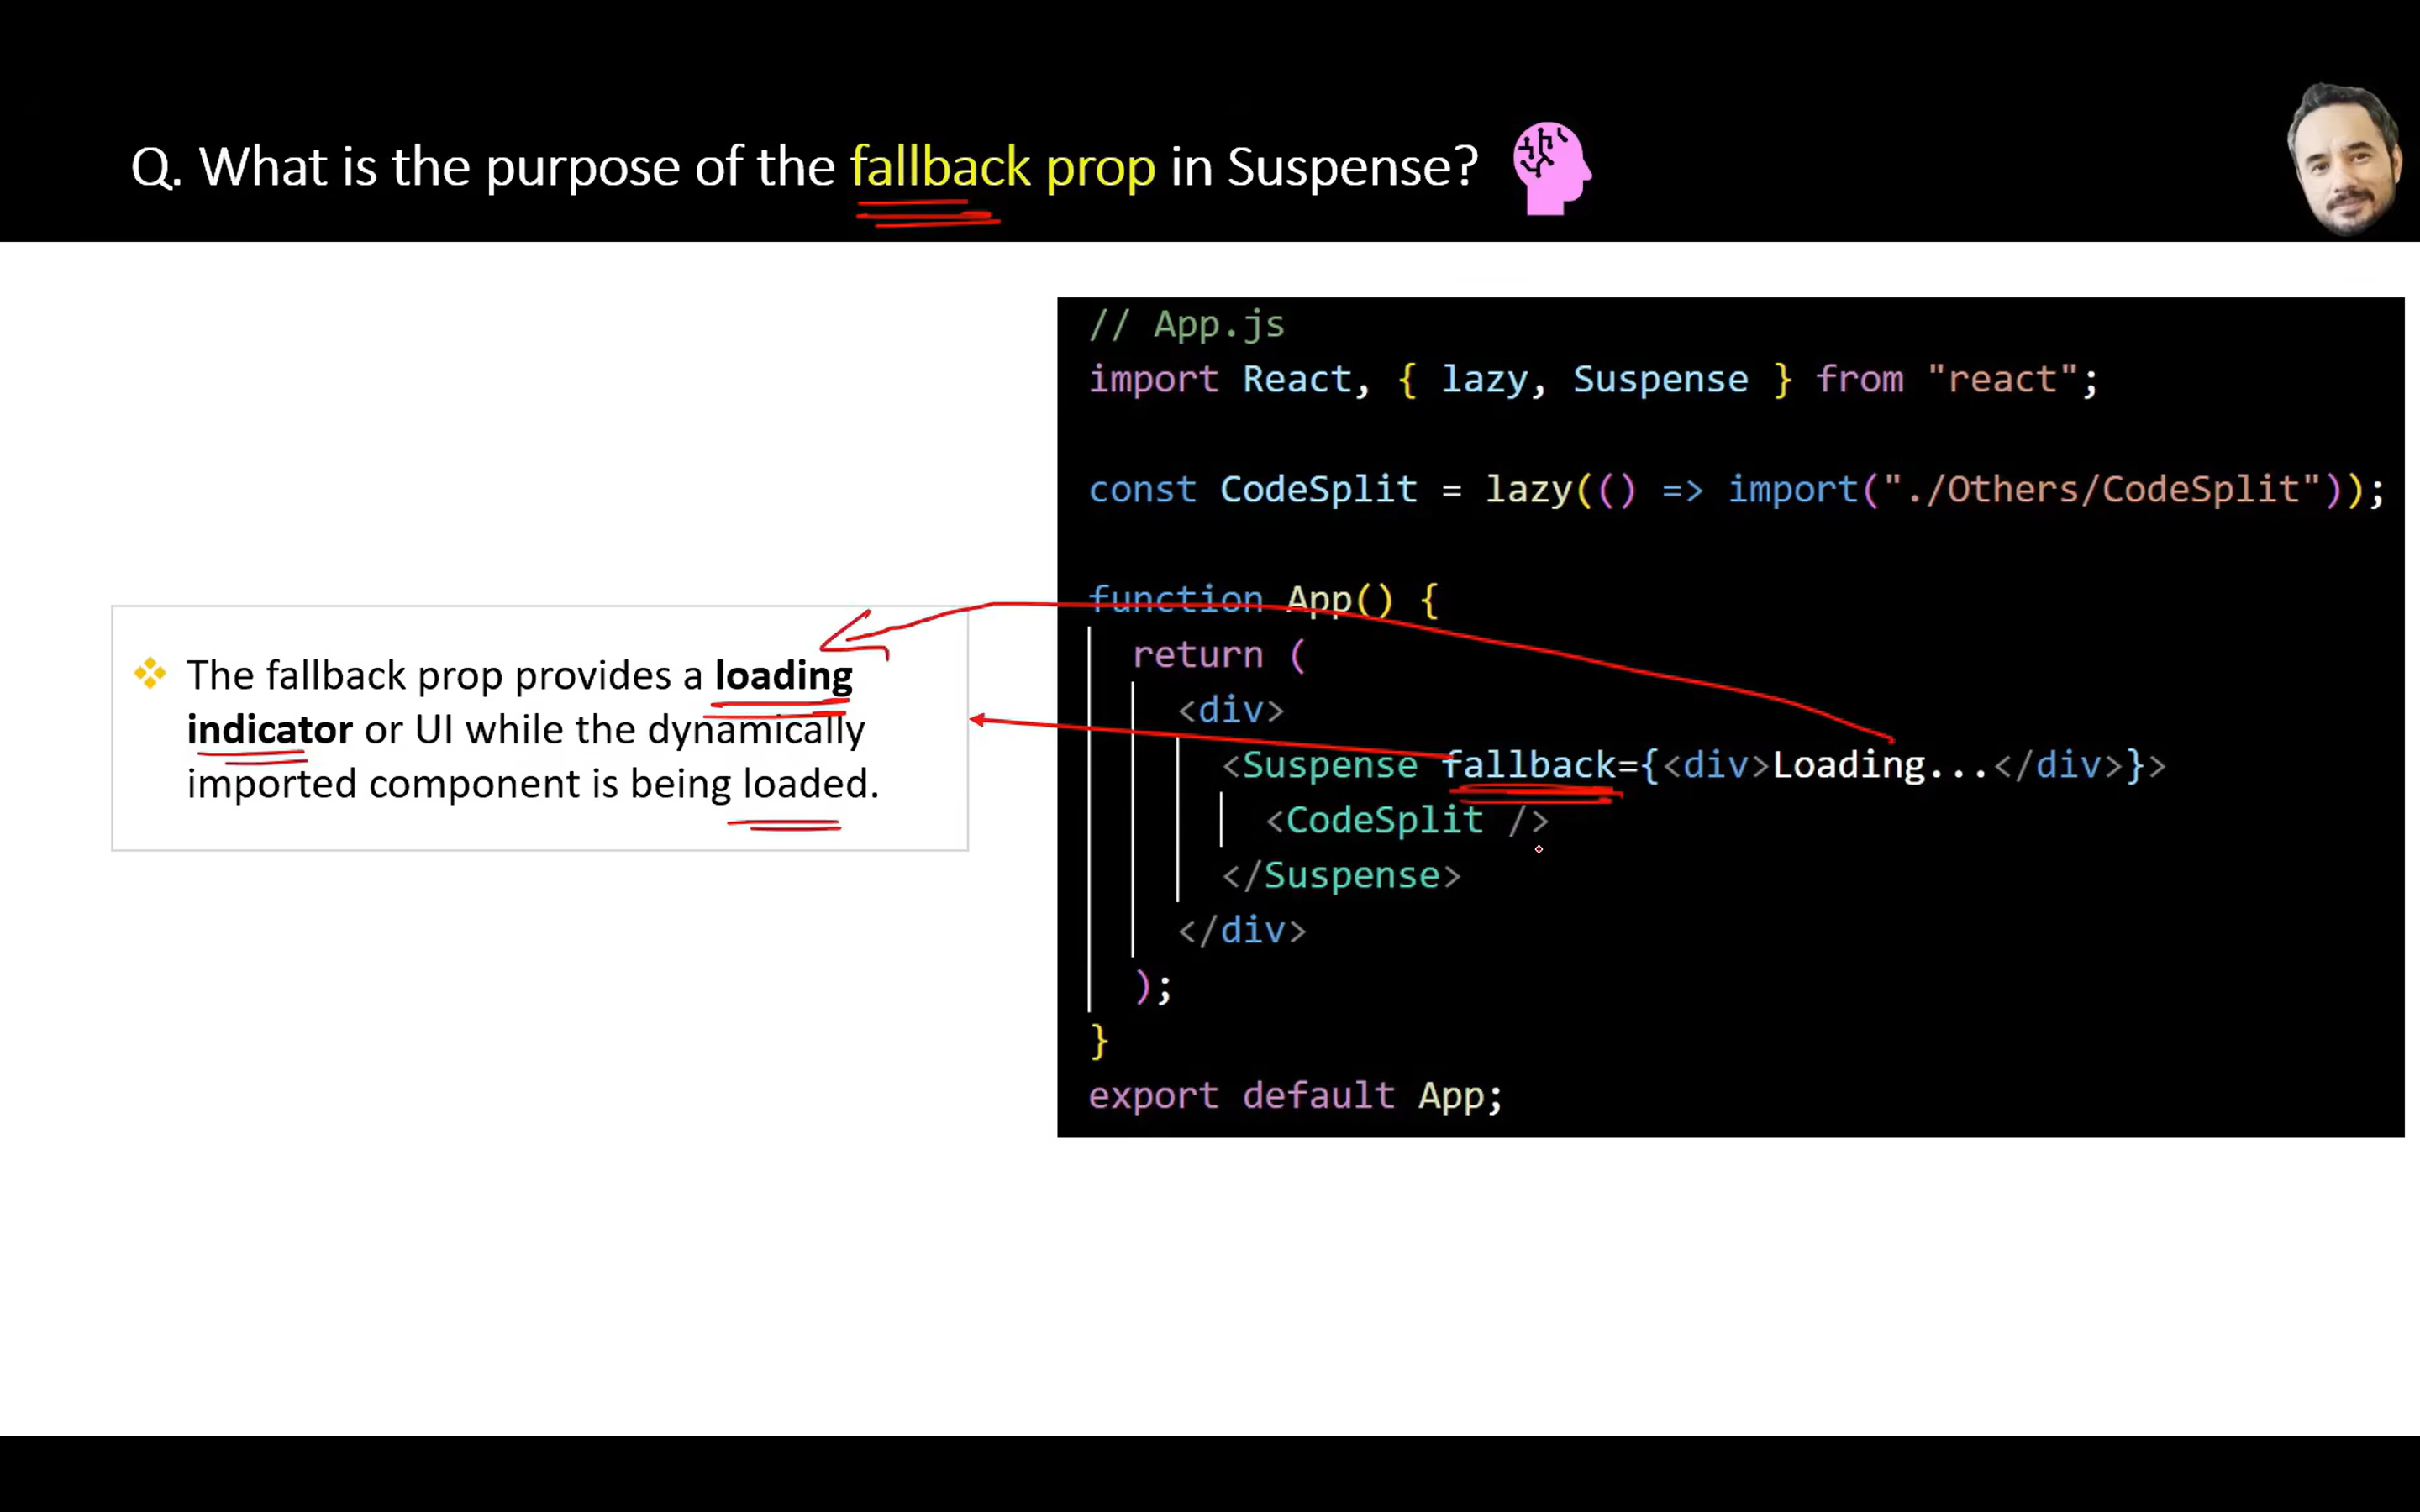 Q. What is the purpose of the fallback prop in Suspense?
The fallback prop provides a loading
indicator or UI while the dynamically
imported component is being loaded.
// App.js
import React, { lazy, Suspense } from "react";
const CodeSplit = lazy(() => import("./Others/CodeSplit"));
function App() {
return (
<div>
<Suspense fallback={<div>Loading...</div>}>
<CodeSplit />
</Suspense>
</div>
);
}
export default App;